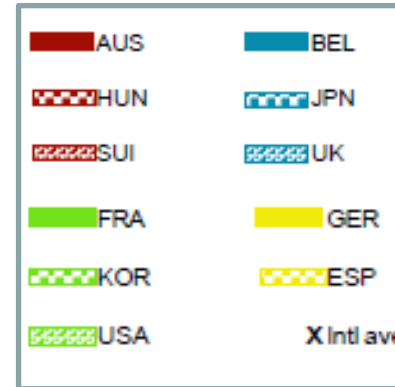 AUS BEL
HUN JPN
SUI UK
FRA GER
KOR ESP
USA X Intl ave